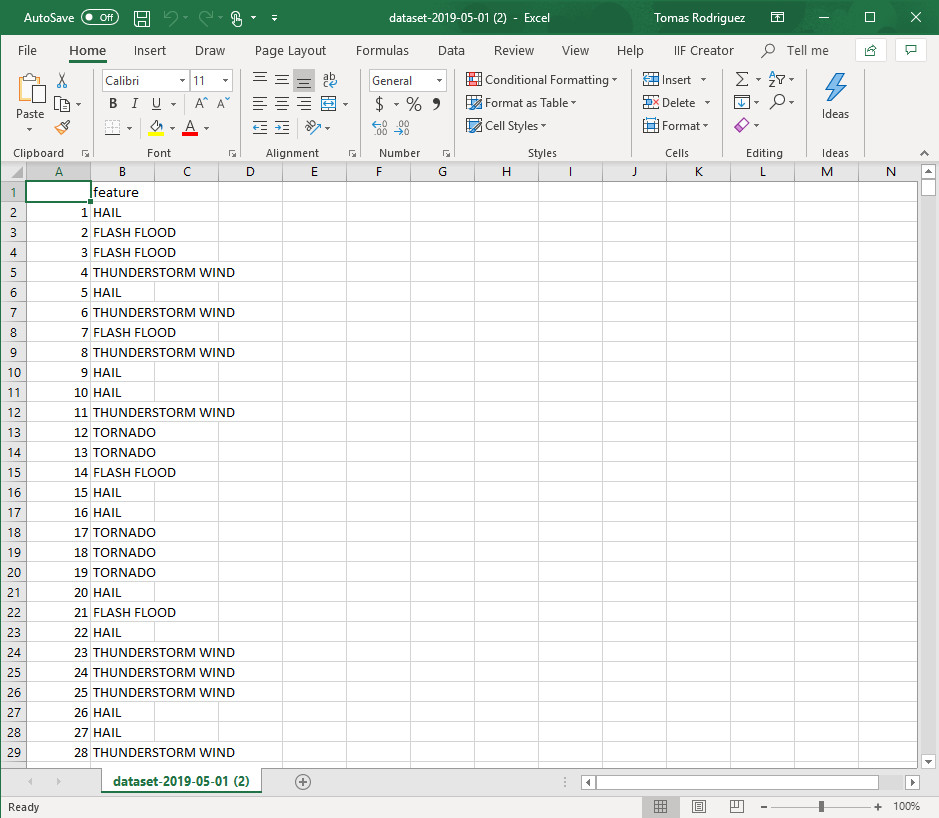 AutoSave Off dataset-2019-05-01 (2) - Excel Tomas Rodriguez
File Home Insert Draw Page Layout Formulas Data Review View Help IIF Creator Tell me
Calibri 11 ab General Conditional Formatting Insert
Paste B I U A A $ % Format as Table Delete Ideas
A Cell Styles Format
Clipboard Font Alignment Number Styles Cells Editing Ideas
A B C D E F G H I J K L M N
1 feature
2 1 HAIL
3 2 FLASH FLOOD
4 3 FLASH FLOOD
5 4 THUNDERSTORM WIND
6 5 HAIL
7 6 THUNDERSTORM WIND
8 7 FLASH FLOOD
9 8 THUNDERSTORM WIND
10 9 HAIL
11 10 HAIL
12 11 THUNDERSTORM WIND
13 12 TORNADO
14 13 TORNADO
15 14 FLASH FLOOD
16 15 HAIL
17 16 HAIL
18 17 TORNADO
19 18 TORNADO
20 19 TORNADO
21 20 HAIL
22 21 FLASH FLOOD
23 22 HAIL
24 23 THUNDERSTORM WIND
25 24 THUNDERSTORM WIND
26 25 THUNDERSTORM WIND
27 26 HAIL
28 27 HAIL
29 28 THUNDERSTORM WIND
dataset-2019-05-01 (2)
Ready 100%